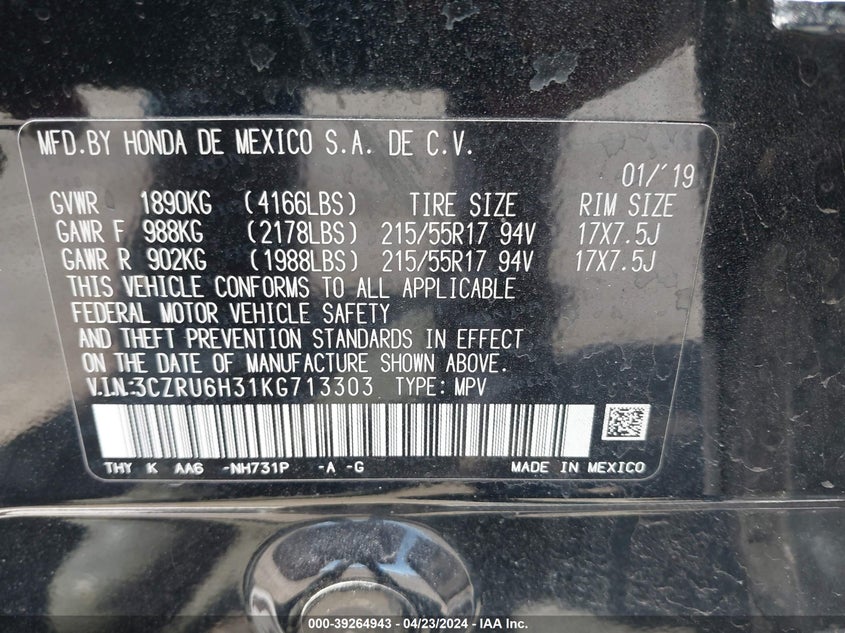 MFD.BY HONDA DE MEXICO S.A. DE C.V.
01/'19
GVWR 1890KG (4166LBS) TIRE SIZE RIM SIZE
GAWR F 988KG (2178LBS) 215/55R17 94V 17X7.5J
GAWR R 902KG (1988LBS) 215/55R17 94V 17X7.5J
THIS VEHICLE CONFORMS TO ALL APPLICABLE
FEDERAL MOTOR VEHICLE SAFETY
AND THEFT PREVENTION STANDARDS IN EFFECT
ON THE DATE OF MANUFACTURE SHOWN ABOVE.
V.I.N:3CZRU6H31KG713303 TYPE: MPV
THY K AA6 -NH731P -A -G MADE IN MEXICO
000-39264943 - 04/23/2024 - IAA Inc.